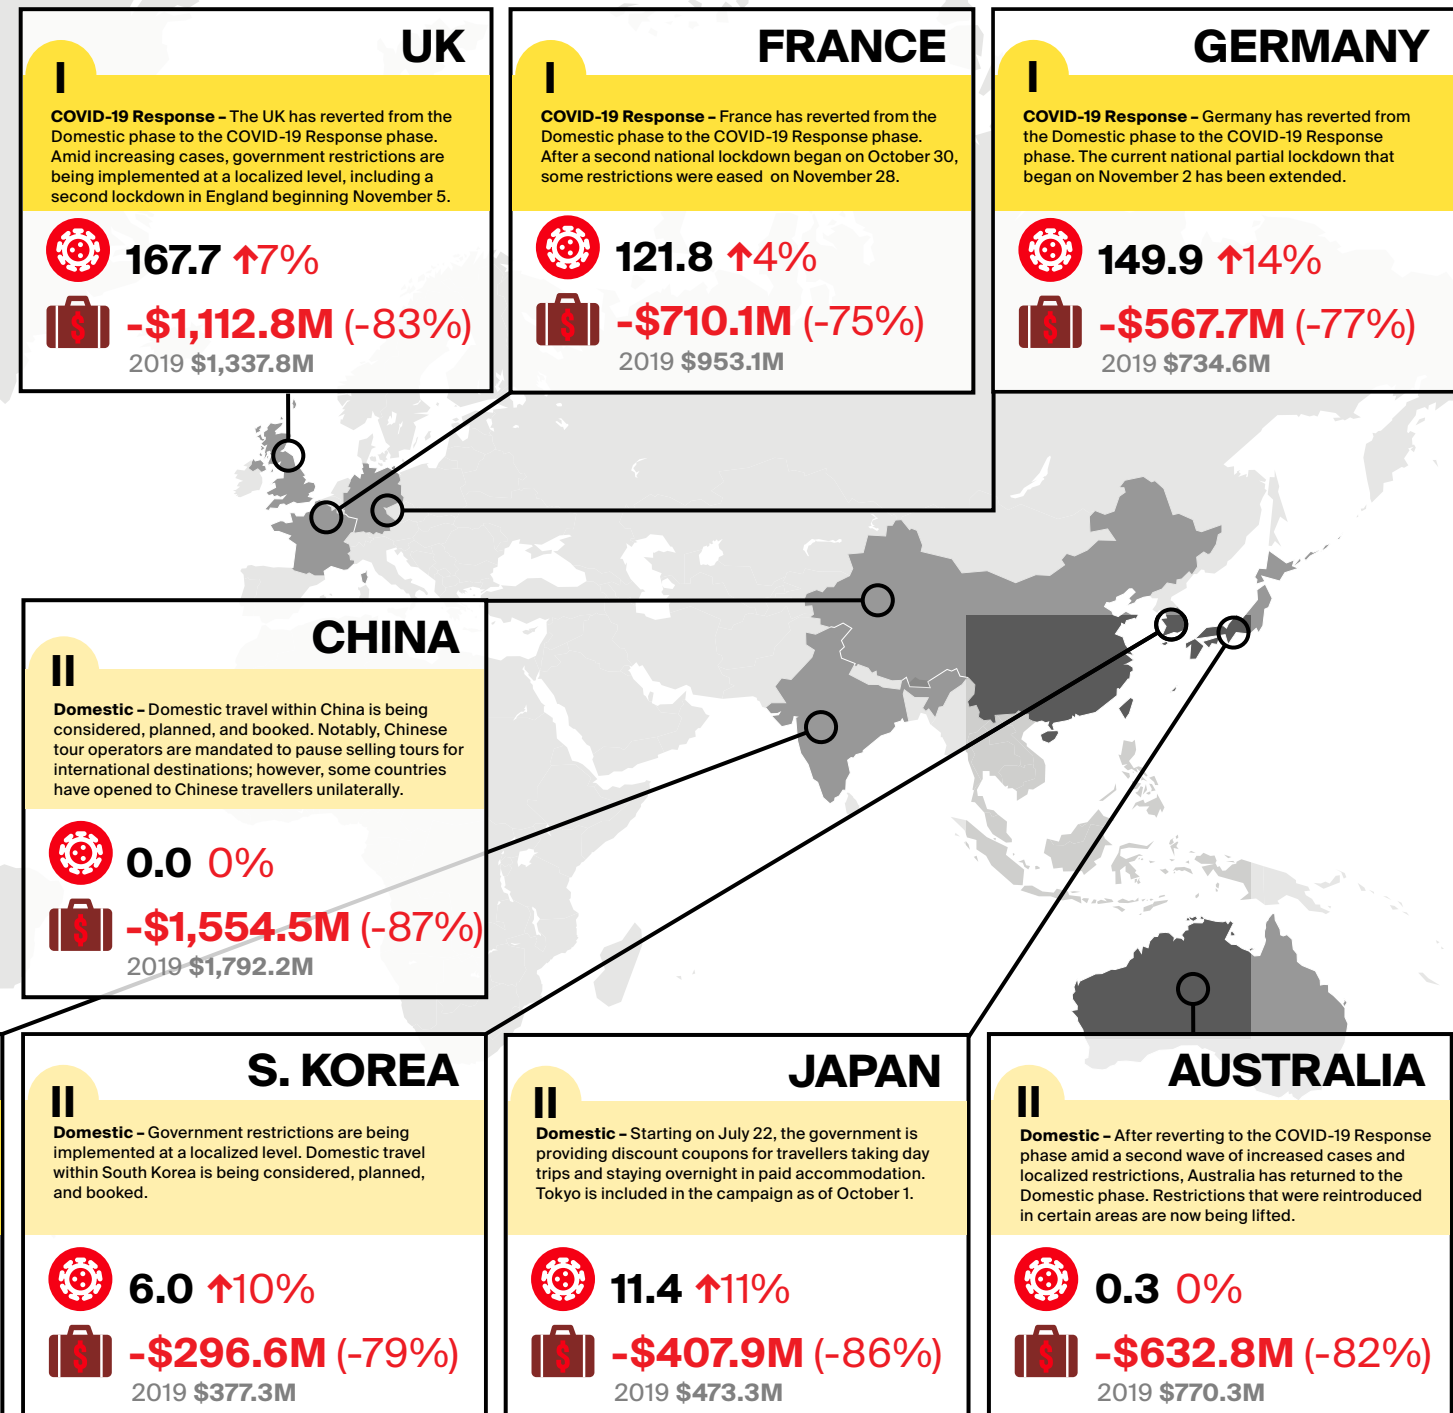 UK
I
COVID-19 Response – The UK has reverted from the
Domestic phase to the COVID-19 Response phase.
Amid increasing cases, government restrictions are
being implemented at a localized level, including a
second lockdown in England beginning November 5.
167.7 ↑7%
$
-$1,112.8M (-83%)
2019 $1,337.8M
FRANCE
I
COVID-19 Response – France has reverted from the
Domestic phase to the COVID-19 Response phase.
After a second national lockdown began on October 30,
some restrictions were eased on November 28.
121.8 ↑4%
$
-$710.1M (-75%)
2019 $953.1M
GERMANY
I
COVID-19 Response – Germany has reverted from
the Domestic phase to the COVID-19 Response
phase. The current national partial lockdown that
began on November 2 has been extended.
149.9 ↑14%
$
-$567.7M (-77%)
2019 $734.6M
CHINA
II
Domestic – Domestic travel within China is being
considered, planned, and booked. Notably, Chinese
tour operators are mandated to pause selling tours for
international destinations; however, some countries
have opened to Chinese travellers unilaterally.
0.0 0%
$
-$1,554.5M (-87%)
2019 $1,792.2M
S. KOREA
II
Domestic – Government restrictions are being
implemented at a localized level. Domestic travel
within South Korea is being considered, planned,
and booked.
6.0 ↑10%
$
-$296.6M (-79%)
2019 $377.3M
JAPAN
II
Domestic – Starting on July 22, the government is
providing discount coupons for travellers taking day
trips and staying overnight in paid accommodation.
Tokyo is included in the campaign as of October 1.
11.4 ↑11%
$
-$407.9M (-86%)
2019 $473.3M
AUSTRALIA
II
Domestic – After reverting to the COVID-19 Response
phase amid a second wave of increased cases and
localized restrictions, Australia has returned to the
Domestic phase. Restrictions that were reintroduced
in certain areas are now being lifted.
0.3 0%
$
-$632.8M (-82%)
2019 $770.3M